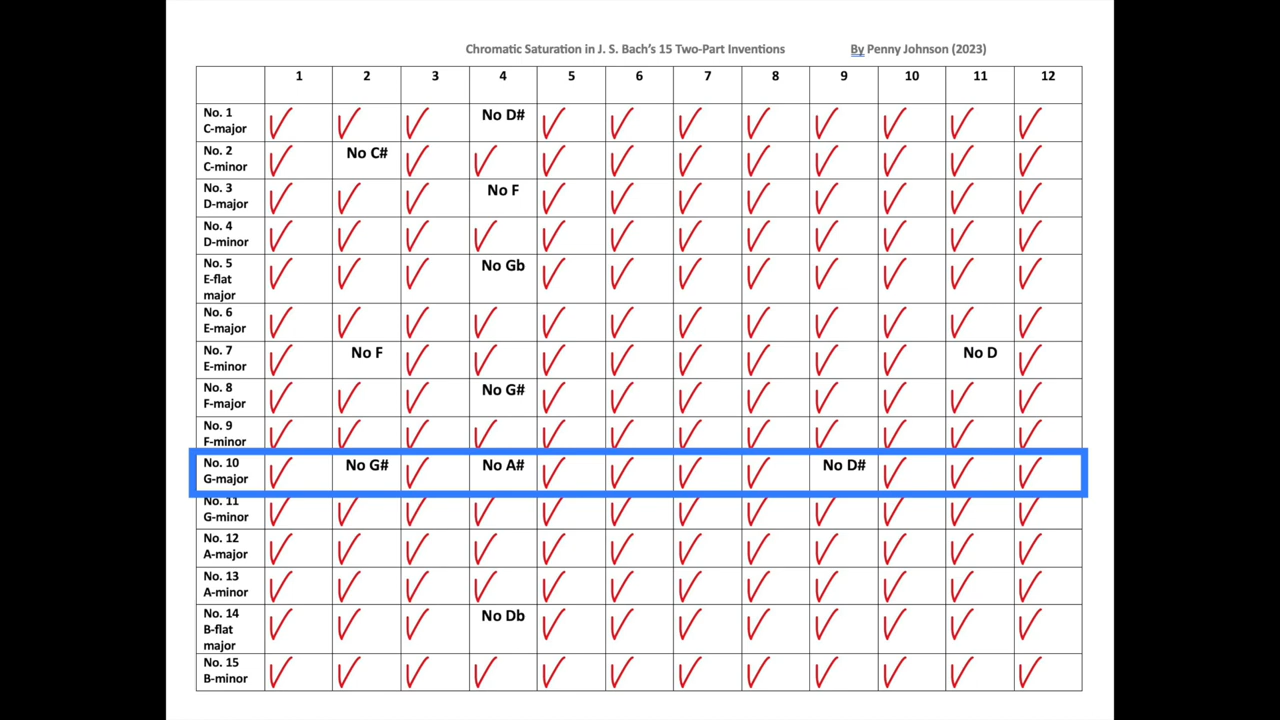 Chromatic Saturation in J. S. Bach's 15 Two-Part Inventions By Penny Johnson (2023)
1 2 3 4 5 6 7 8 9 10 11 12
No. 1
C-major
No D#
No. 2
C-minor
No C#
No. 3
D-major
No F
No. 4
D-minor
No. 5
E-flat
major
No Gb
No. 6
E-major
No. 7
E-minor
No F
No D
No. 8
F-major
No G#
No. 9
F-minor
No. 10
G-major
No G#
No A#
No D#
No. 11
G-minor
No. 12
A-major
No. 13
A-minor
No. 14
B-flat
major
No Db
No. 15
B-minor